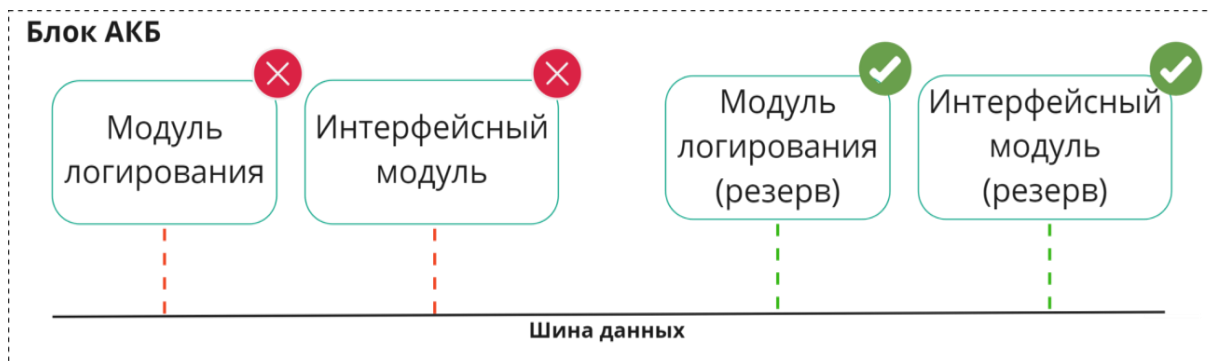 Блок АКБ
Модуль
логирования
Интерфейсный
модуль
Модуль
логирования
(резерв)
Интерфейсный
модуль
(резерв)
Шина данных